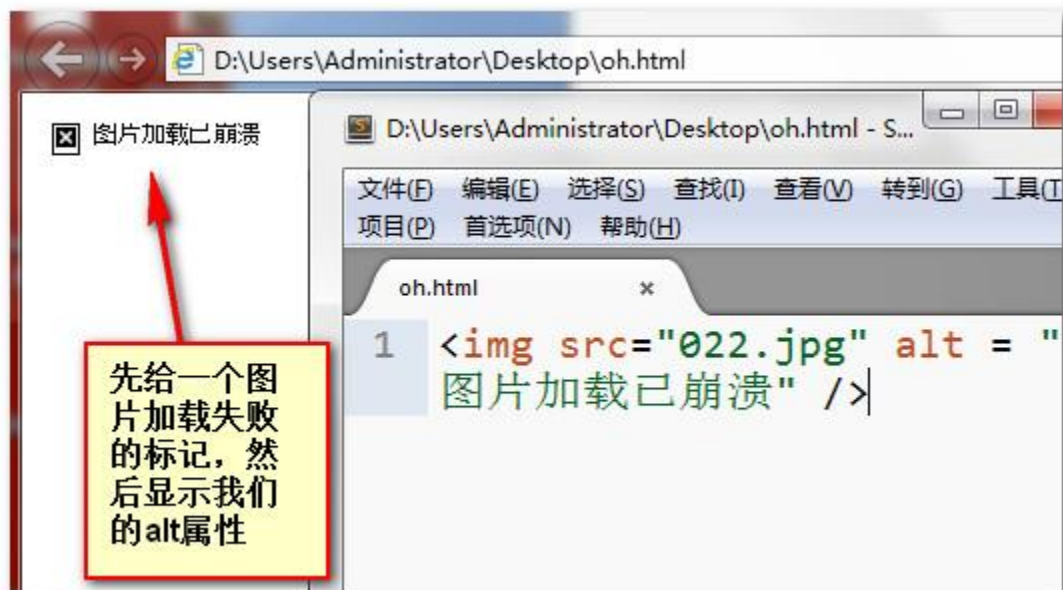 D:\Users\Administrator\Desktop\oh.html
图片加载已崩溃
D:\Users\Administrator\Desktop\oh.html - S...
文件(F) 编辑(E) 选择(S) 查找(I) 查看(V) 转到(G) 工具(T
项目(P) 首选项(N) 帮助(H)
oh.html
1 <img src="022.jpg" alt = "
图片加载已崩溃" />
先给一个图
片加载失败
的标记，然
后显示我们
的alt属性